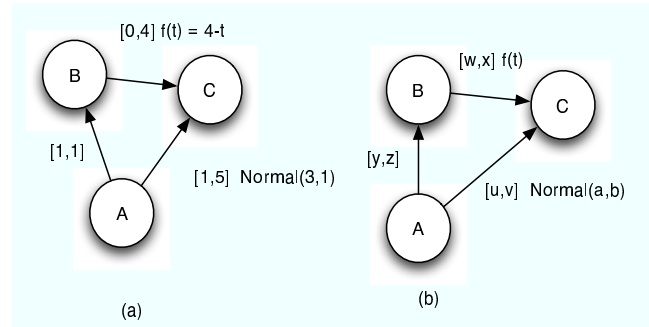 [0,4] f(t) = 4-t
B
C
[1,1]
[1,5] Normal(3,1)
A
(a)
[w,x] f(t)
B
C
[y,z]
[u,v] Normal(a,b)
A
(b)